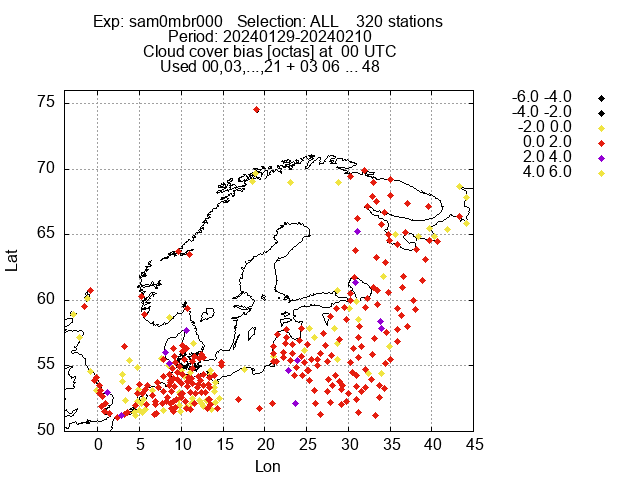 Exp: sam0mbr000 Selection: ALL 320 stations
Period: 20240129-20240210
Cloud cover bias [octas] at 00 UTC
Used 00,03,...,21 + 03 06 ... 48
-6.0 -4.0
-4.0 -2.0
-2.0 0.0
0.0 2.0
2.0 4.0
4.0 6.0
75
70
65
60
55
50
Lat
0 5 10 15 20 25 30 35 40 45
Lon